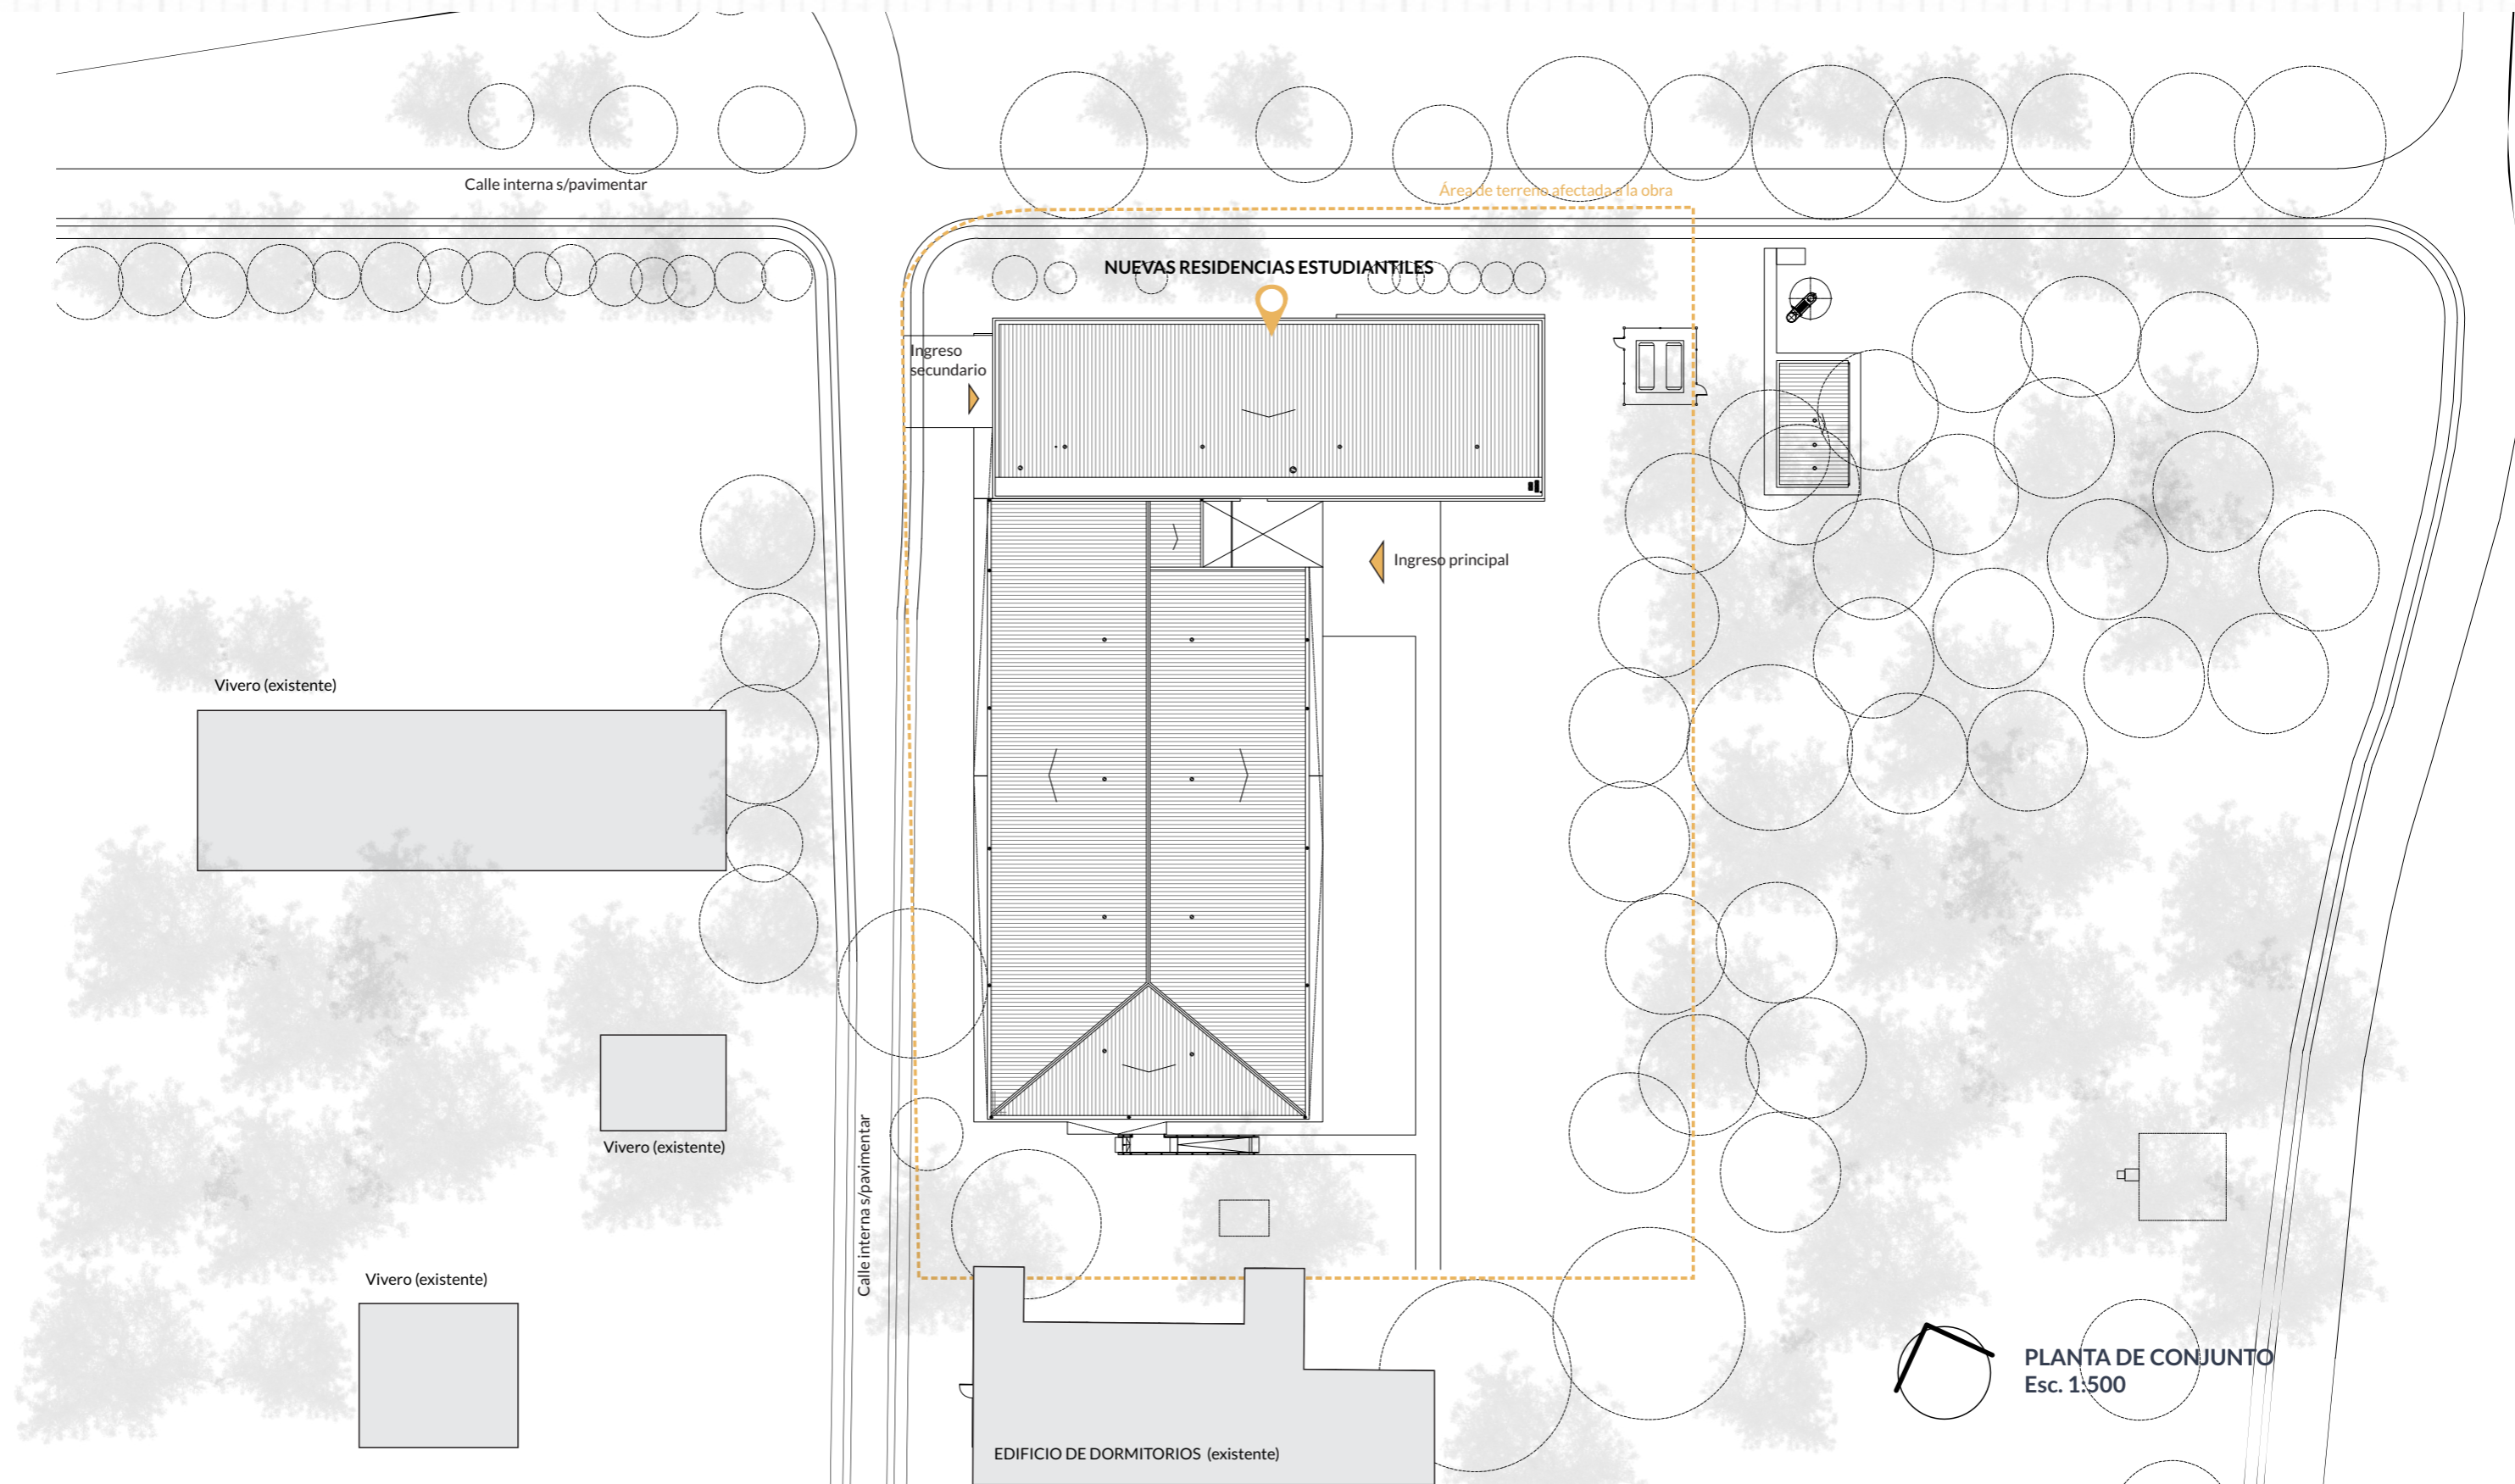 Calle interna s/pavimentar
Área de terreno afectada a la obra
NUEVAS RESIDENCIAS ESTUDIANTILES
Ingreso
secundario
Ingreso principal
Vivero (existente)
Calle interna s/pavimentar
Vivero (existente)
Vivero (existente)
PLANTA DE CONJUNTO
Esc. 1:500
EDIFICIO DE DORMITORIOS (existente)